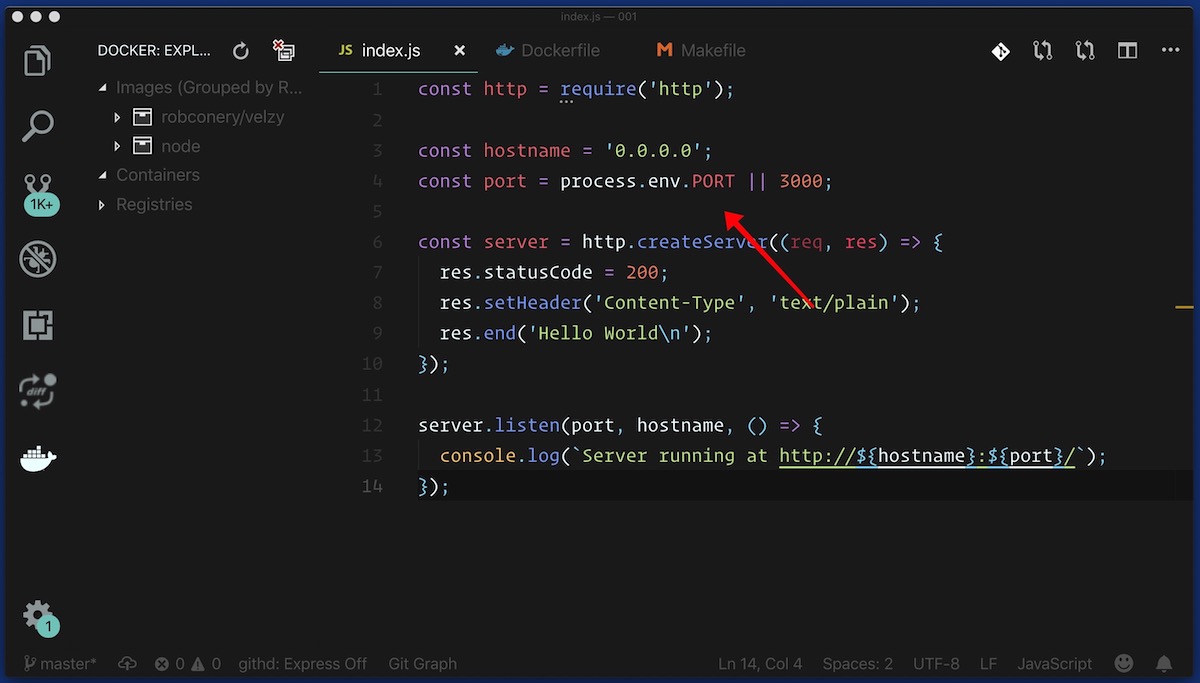 index.js — 001
DOCKER: EXPL...
JS index.js
Dockerfile
M Makefile
Images (Grouped by R...
robconery/velzy
node
Containers
Registries
1K+
diff
1
1 const http = require('http');
2
3 const hostname = '0.0.0.0';
4 const port = process.env.PORT || 3000;
5
6 const server = http.createServer((req, res) => {
7 res.statusCode = 200;
8 res.setHeader('Content-Type', 'text/plain');
9 res.end('Hello World\n');
10 });
11
12 server.listen(port, hostname, () => {
13 console.log(`Server running at http://${hostname}:${port}/`);
14 });
master* 0 0 githd: Express Off Git Graph Ln 14, Col 4 Spaces: 2 UTF-8 LF JavaScript